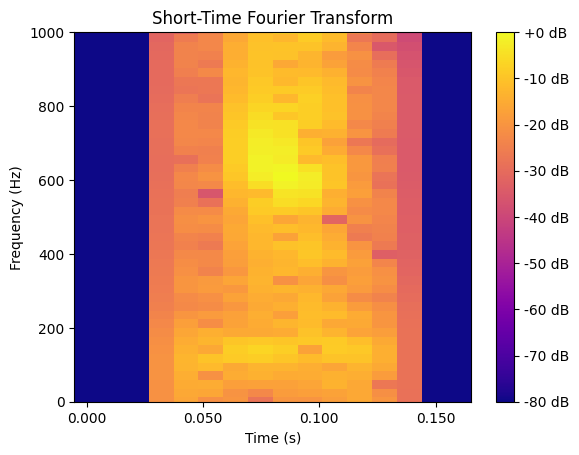 Short-Time Fourier Transform
1000
800
600
400
200
0
Frequency (Hz)
0.000
0.050
0.100
0.150
Time (s)
+0 dB
-10 dB
-20 dB
-30 dB
-40 dB
-50 dB
-60 dB
-70 dB
-80 dB